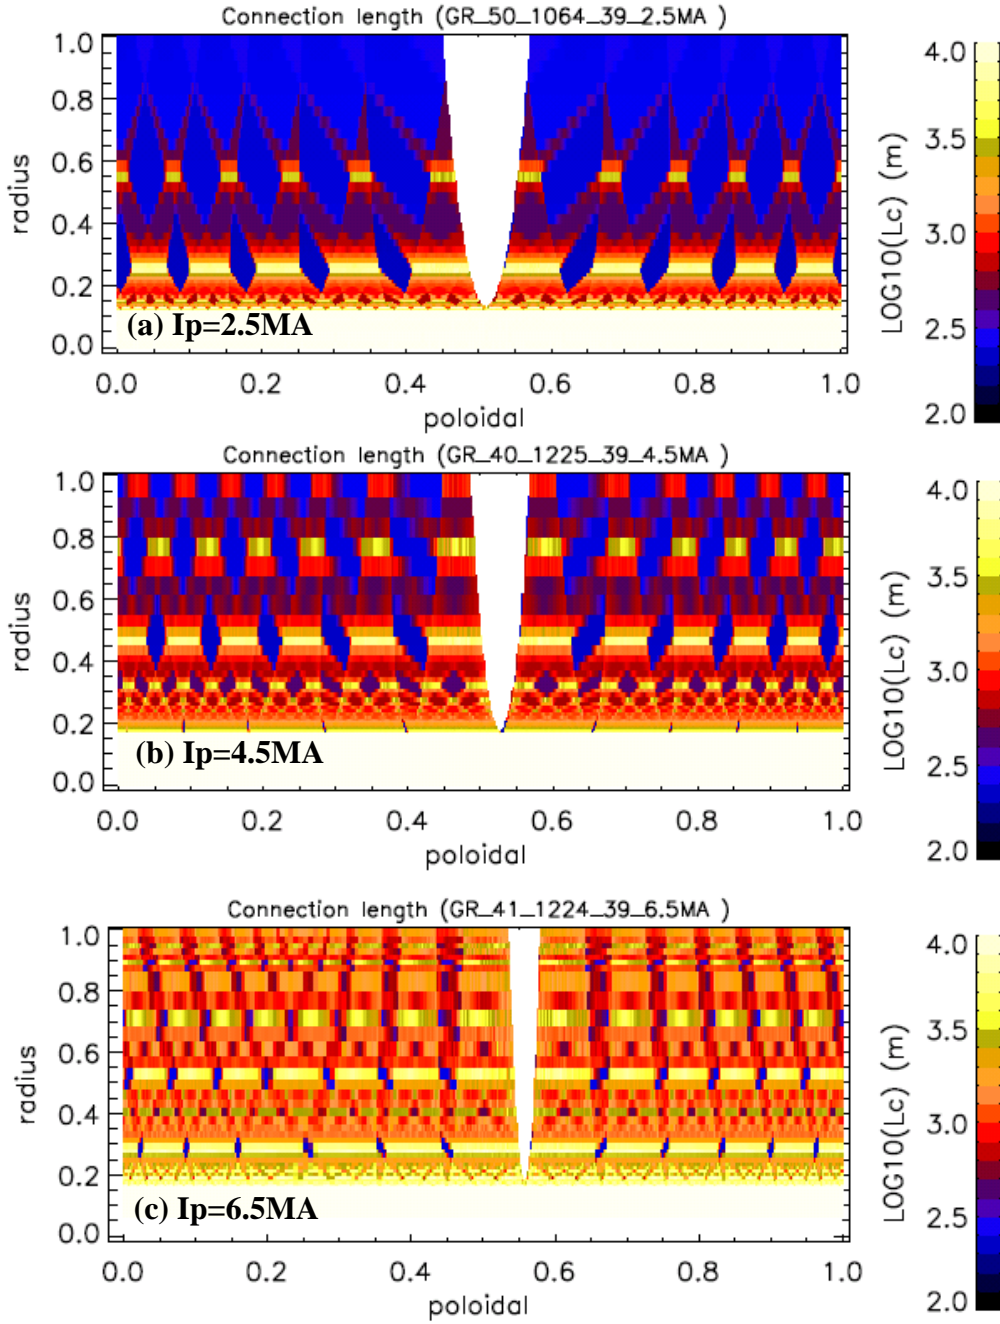 Connection length (GR_50_1064_39_2.5MA )
1.0
0.8
0.6
0.4
0.2
0.0
radius
(a) Ip=2.5MA
0.0 0.2 0.4 0.6 0.8 1.0
poloidal
4.0
3.5
3.0
2.5
2.0
LOG10(Lc) (m)
Connection length (GR_40_1225_39_4.5MA )
1.0
0.8
0.6
0.4
0.2
0.0
radius
(b) Ip=4.5MA
0.0 0.2 0.4 0.6 0.8 1.0
poloidal
4.0
3.5
3.0
2.5
2.0
LOG10(Lc) (m)
Connection length (GR_41_1224_39_6.5MA )
1.0
0.8
0.6
0.4
0.2
0.0
radius
(c) Ip=6.5MA
0.0 0.2 0.4 0.6 0.8 1.0
poloidal
4.0
3.5
3.0
2.5
2.0
LOG10(Lc) (m)